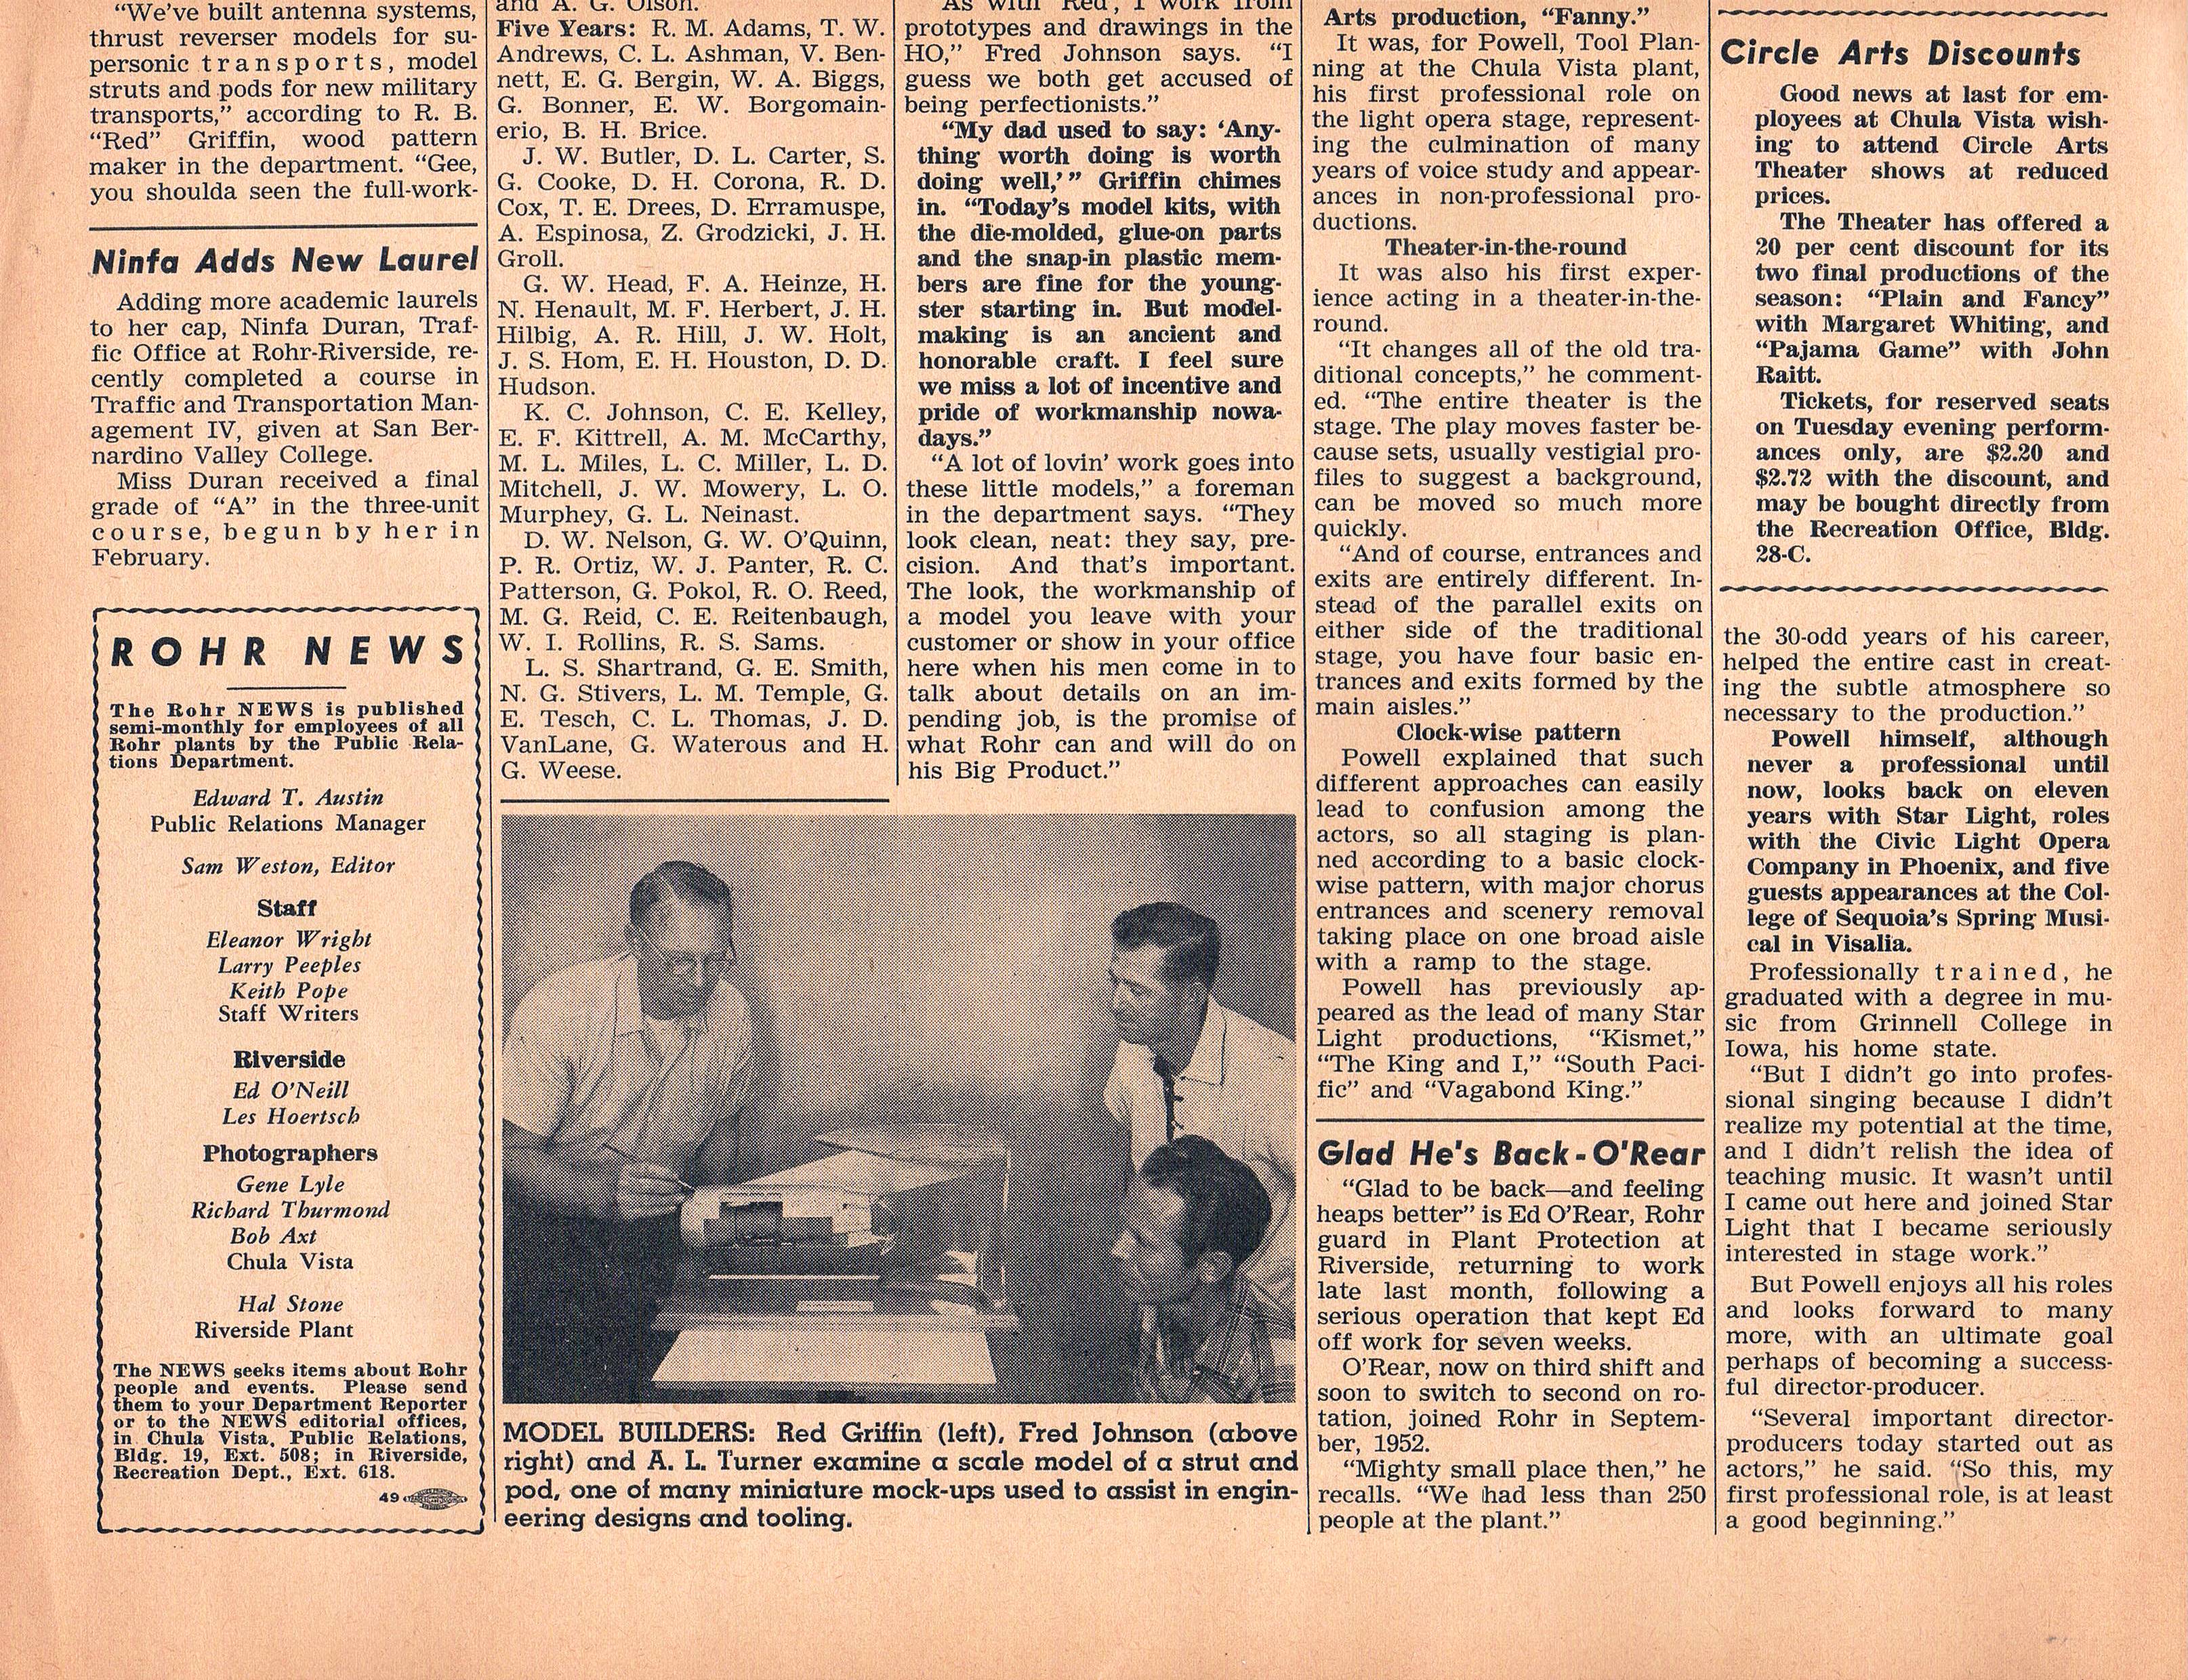 "We've built antenna systems,
thrust reverser models for su-
personic transports, model
struts and pods for new military
transports," according to R. B.
"Red" Griffin, wood pattern
maker in the department. "Gee,
you shoulda seen the full-work-
Ninfa Adds New Laurel
Adding more academic laurels
to her cap, Ninfa Duran, Traf-
fic Office at Rohr-Riverside, re-
cently completed a course in
Traffic and Transportation Man-
agement IV, given at San Ber-
nardino Valley College.
Miss Duran received a final
grade of "A" in the three-unit
course, begun by her in
February.
ROHR NEWS
The Rohr NEWS is published
semi-monthly for employees of all
Rohr plants by the Public Rela-
tions Department.
Edward T. Austin
Public Relations Manager
Sam Weston, Editor
Staff
Eleanor Wright
Larry Peeples
Keith Pope
Staff Writers
Riverside
Ed O'Neill
Les Hoertsch
Photographers
Gene Lyle
Richard Thurmond
Bob Axt
Chula Vista
Hal Stone
Riverside Plant
The NEWS seeks items about Rohr
people and events. Please send
them to your Department Reporter
or to the NEWS editorial offices,
in Chula Vista, Public Relations,
Bldg. 19, Ext. 508; in Riverside,
Recreation Dept., Ext. 618.
49
and A. G. Olson.
Five Years: R. M. Adams, T. W.
Andrews, C. L. Ashman, V. Ben-
nett, E. G. Bergin, W. A. Biggs,
G. Bonner, E. W. Borgomain-
erio, B. H. Brice.
J. W. Butler, D. L. Carter, S.
G. Cooke, D. H. Corona, R. D.
Cox, T. E. Drees, D. Erramuspe,
A. Espinosa, Z. Grodzicki, J. H.
Groll.
G. W. Head, F. A. Heinze, H.
N. Henault, M. F. Herbert, J. H.
Hilbig, A. R. Hill, J. W. Holt,
J. S. Hom, E. H. Houston, D. D.
Hudson.
K. C. Johnson, C. E. Kelley,
E. F. Kittrell, A. M. McCarthy,
M. L. Miles, L. C. Miller, L. D.
Mitchell, J. W. Mowery, L. O.
Murphey, G. L. Neinast.
D. W. Nelson, G. W. O'Quinn,
P. R. Ortiz, W. J. Panter, R. C.
Patterson, G. Pokol, R. O. Reed,
M. G. Reid, C. E. Reitenbaugh,
W. I. Rollins, R. S. Sams.
L. S. Shartrand, G. E. Smith,
N. G. Stivers, L. M. Temple, G.
E. Tesch, C. L. Thomas, J. D.
VanLane, G. Waterous and H.
G. Weese.
As with 'Red', I work from
prototypes and drawings in the
HO," Fred Johnson says. "I
guess we both get accused of
being perfectionists."
"My dad used to say: 'Any-
thing worth doing is worth
doing well,'" Griffin chimes
in. "Today's model kits, with
the die-molded, glue-on parts
and the snap-in plastic mem-
bers are fine for the young-
ster starting in. But model-
making is an ancient and
honorable craft. I feel sure
we miss a lot of incentive and
pride of workmanship nowa-
days."
"A lot of lovin' work goes into
these little models," a foreman
in the department says. "They
look clean, neat: they say, pre-
cision. And that's important.
The look, the workmanship of
a model you leave with your
customer or show in your office
here when his men come in to
talk about details on an im-
pending job, is the promise of
what Rohr can and will do on
his Big Product."
MODEL BUILDERS: Red Griffin (left), Fred Johnson (above
right) and A. L. Turner examine a scale model of a strut and
pod, one of many miniature mock-ups used to assist in engin-
eering designs and tooling.
Arts production, "Fanny."
It was, for Powell, Tool Plan-
ning at the Chula Vista plant,
his first professional role on
the light opera stage, represent-
ing the culmination of many
years of voice study and appear-
ances in non-professional pro-
ductions.
Theater-in-the-round
It was also his first exper-
ience acting in a theater-in-the-
round.
"It changes all of the old tra-
ditional concepts," he comment-
ed. "The entire theater is the
stage. The play moves faster be-
cause sets, usually vestigial pro-
files to suggest a background,
can be moved so much more
quickly.
"And of course, entrances and
exits are entirely different. In-
stead of the parallel exits on
either side of the traditional
stage, you have four basic en-
trances and exits formed by the
main aisles."
Clock-wise pattern
Powell explained that such
different approaches can easily
lead to confusion among the
actors, so all staging is plan-
ned according to a basic clock-
wise pattern, with major chorus
entrances and scenery removal
taking place on one broad aisle
with a ramp to the stage.
Powell has previously ap-
peared as the lead of many Star
Light productions, "Kismet,"
"The King and I," "South Paci-
fic" and "Vagabond King."
Glad He's Back-O'Rear
"Glad to be back—and feeling
heaps better" is Ed O'Rear, Rohr
guard in Plant Protection at
Riverside, returning to work
late last month, following a
serious operation that kept Ed
off work for seven weeks.
O'Rear, now on third shift and
soon to switch to second on ro-
tation, joined Rohr in Septem-
ber, 1952.
"Mighty small place then," he
recalls. "We had less than 250
people at the plant."
Circle Arts Discounts
Good news at last for em-
ployees at Chula Vista wish-
ing to attend Circle Arts
Theater shows at reduced
prices.
The Theater has offered a
20 per cent discount for its
two final productions of the
season: "Plain and Fancy"
with Margaret Whiting, and
"Pajama Game" with John
Raitt.
Tickets, for reserved seats
on Tuesday evening perform-
ances only, are $2.20 and
$2.72 with the discount, and
may be bought directly from
the Recreation Office, Bldg.
28-C.
the 30-odd years of his career,
helped the entire cast in creat-
ing the subtle atmosphere so
necessary to the production."
Powell himself, although
never a professional until
now, looks back on eleven
years with Star Light, roles
with the Civic Light Opera
Company in Phoenix, and five
guests appearances at the Col-
lege of Sequoia's Spring Musi-
cal in Visalia.
Professionally trained, he
graduated with a degree in mu-
sic from Grinnell College in
Iowa, his home state.
"But I didn't go into profes-
sional singing because I didn't
realize my potential at the time,
and I didn't relish the idea of
teaching music. It wasn't until
I came out here and joined Star
Light that I became seriously
interested in stage work."
But Powell enjoys all his roles
and looks forward to many
more, with an ultimate goal
perhaps of becoming a success-
ful director-producer.
"Several important director-
producers today started out as
actors," he said. "So this, my
first professional role, is at least
a good beginning."